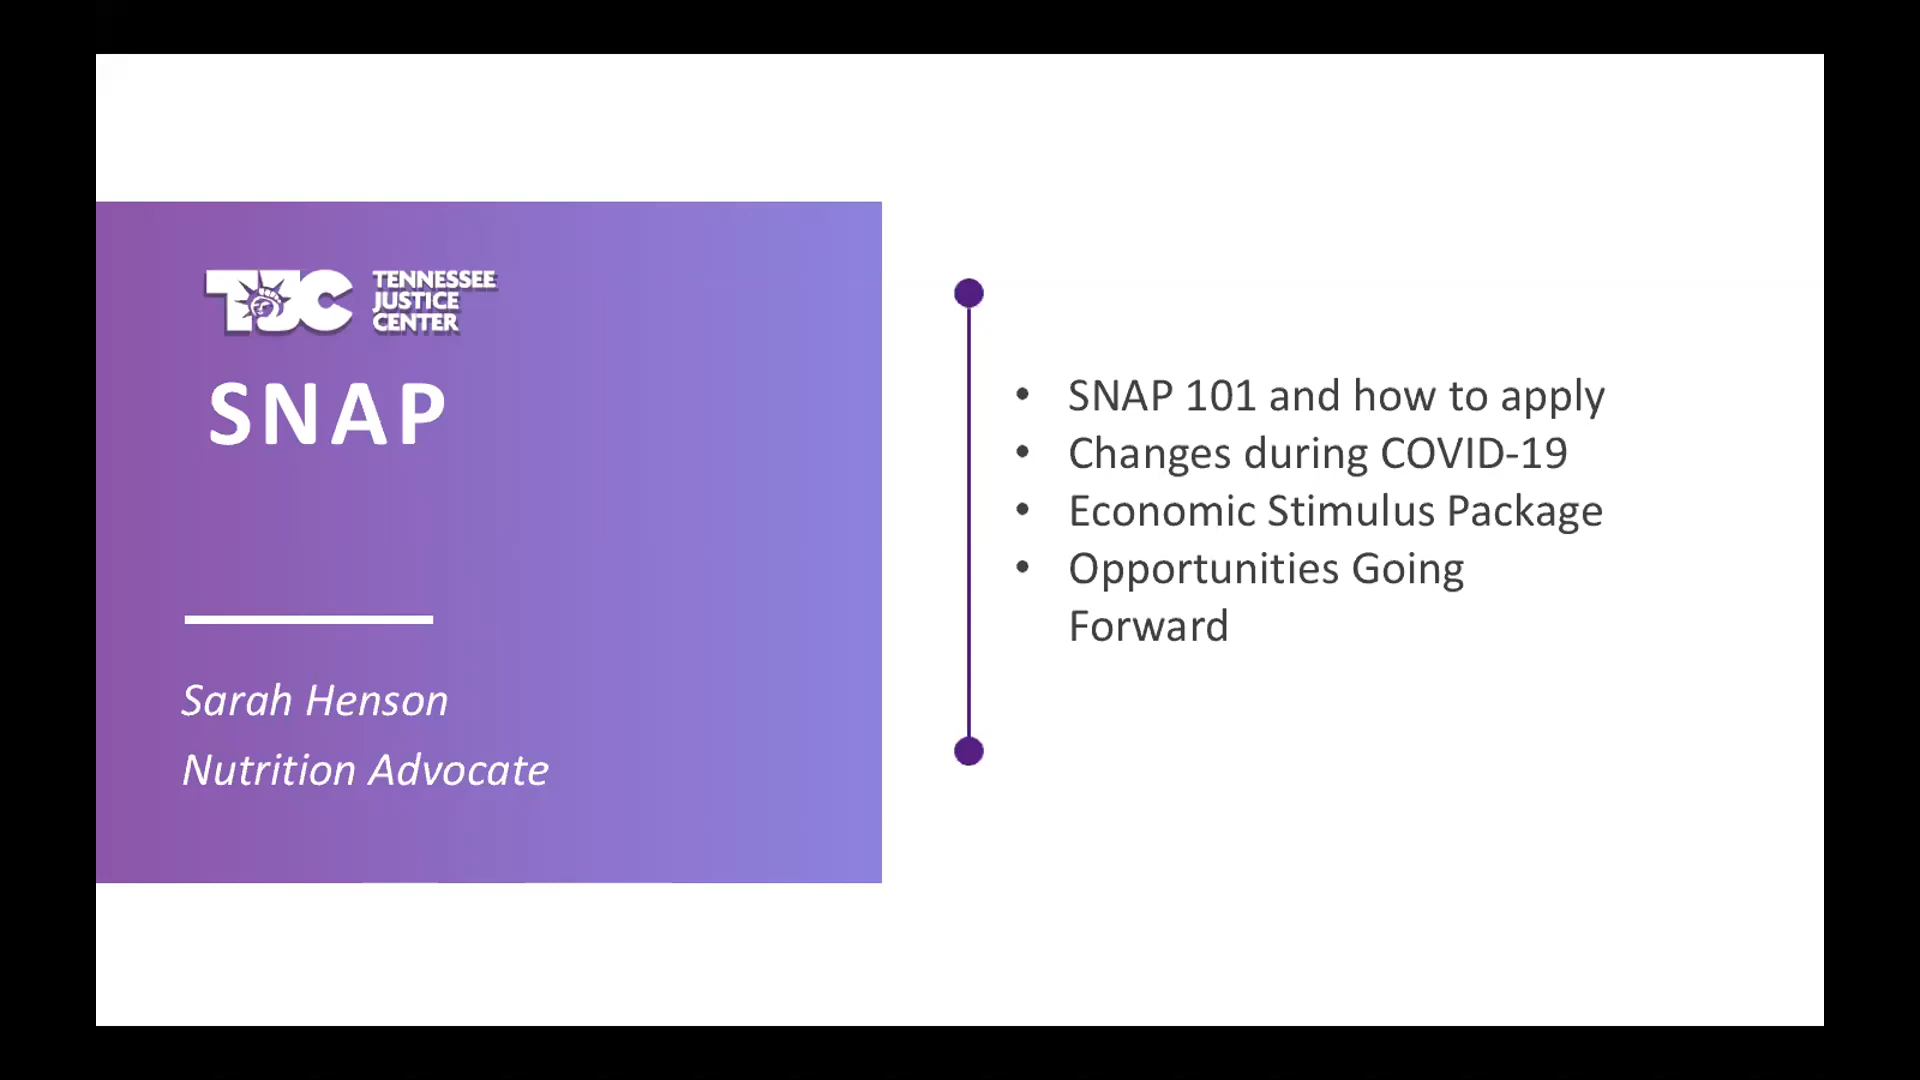 TJC TENNESSEE
JUSTICE
CENTER
SNAP
Sarah Henson
Nutrition Advocate
• SNAP 101 and how to apply
• Changes during COVID-19
• Economic Stimulus Package
• Opportunities Going
Forward